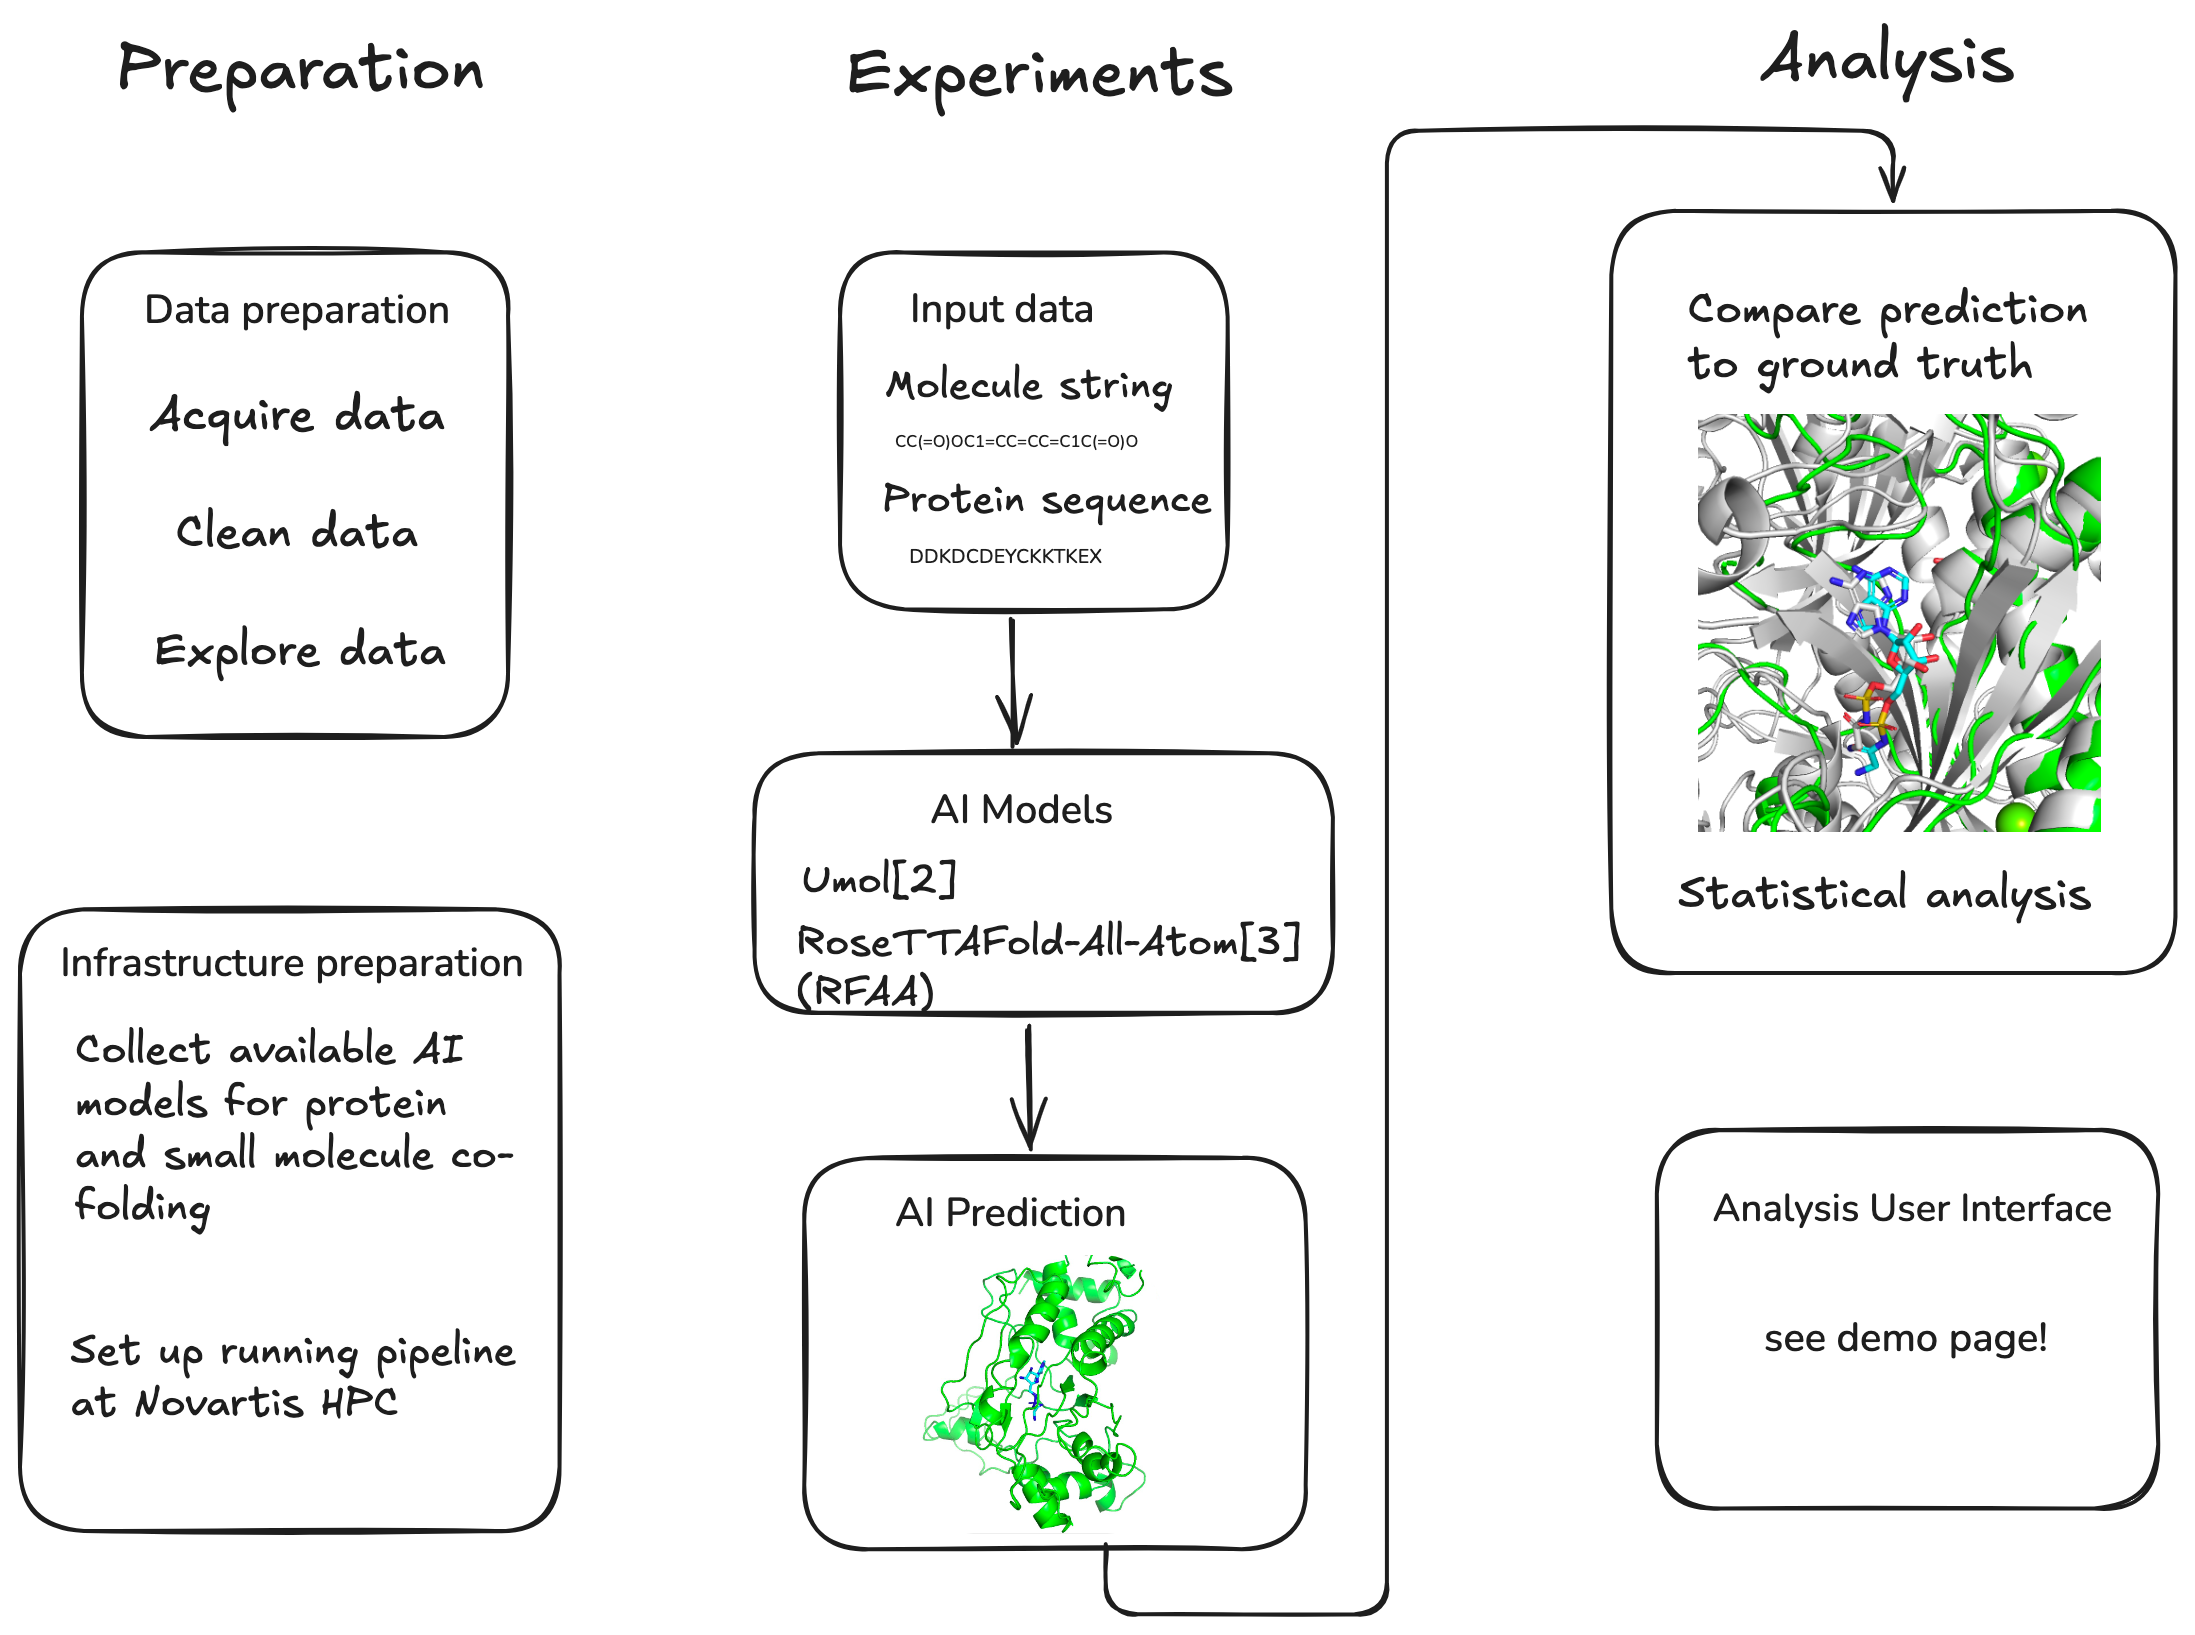 Preparation
Data preparation
Acquire data
Clean data
Explore data
Infrastructure preparation
Collect available AI
models for protein
and small molecule co-
folding
Set up running pipeline
at Novartis HPC
Experiments
Input data
Molecule string
CC(=O)OC1=CC=CC=C1C(=O)O
Protein sequence
DDKDCDEYCKKTKEX
AI Models
Umol[2]
RoseTTAFold-All-Atom[3]
(RFAA)
AI Prediction
Analysis
Compare prediction
to ground truth
Statistical analysis
Analysis User Interface
see demo page!